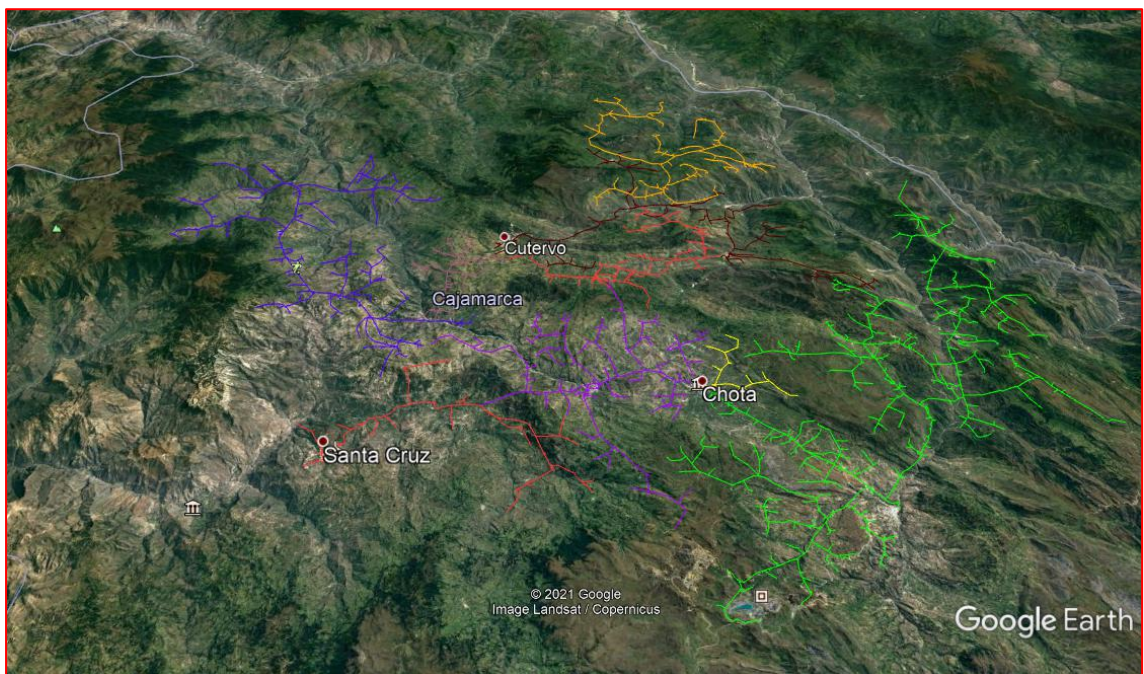 Cutervo
Cajamarca
Chota
Santa Cruz
© 2021 Google
Image Landsat / Copernicus
Google Earth